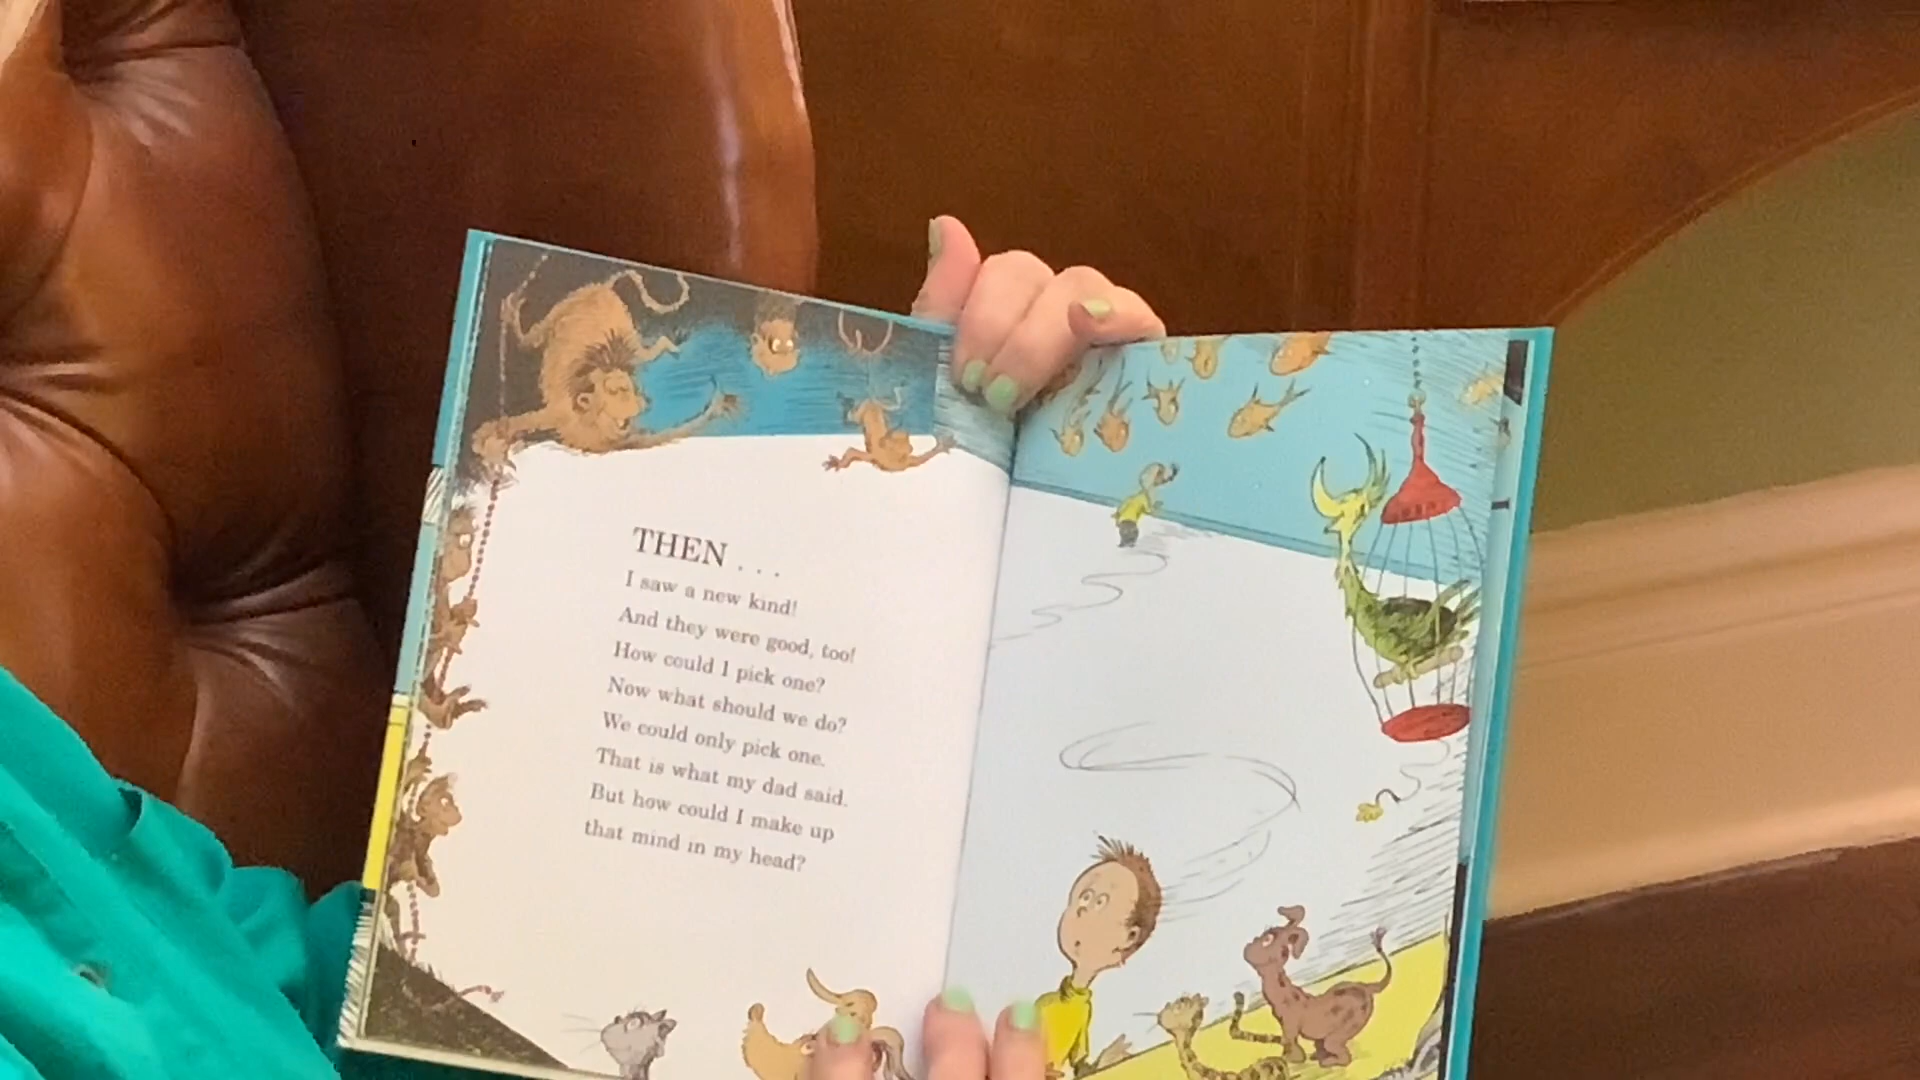 THEN . . .
I saw a new kind!
And they were good, too!
How could I pick one?
Now what should we do?
We could only pick one.
That is what my dad said.
But how could I make up
that mind in my head?